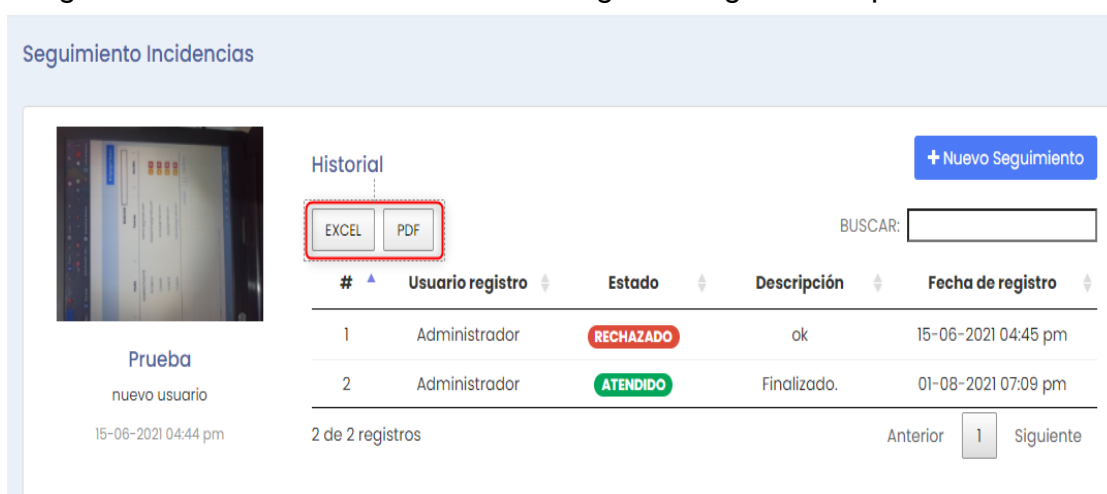 Seguimiento Incidencias
Historial
+ Nuevo Seguimiento
EXCEL PDF
BUSCAR:
# Usuario registro Estado Descripción Fecha de registro
1 Administrador RECHAZADO ok 15-06-2021 04:45 pm
2 Administrador ATENDIDO Finalizado. 01-08-2021 07:09 pm
Prueba
nuevo usuario
15-06-2021 04:44 pm
2 de 2 registros
Anterior 1 Siguiente